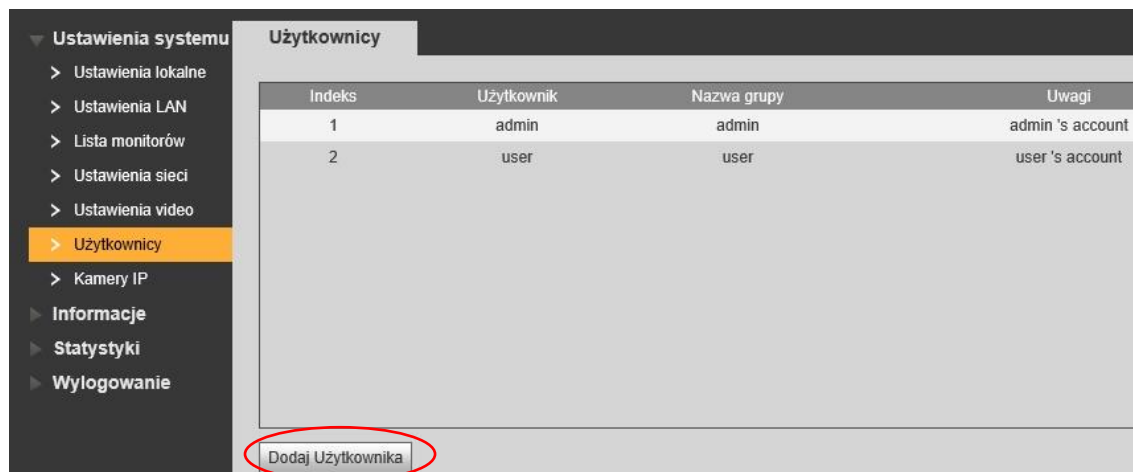 Ustawienia systemu
Ustawienia lokalne
Ustawienia LAN
Lista monitorów
Ustawienia sieci
Ustawienia video
Użytkownicy
Kamery IP
Informacje
Statystyki
Wylogowanie
Użytkownicy
Indeks Użytkownik Nazwa grupy Uwagi
1 admin admin admin 's account
2 user user user 's account
Dodaj Użytkownika